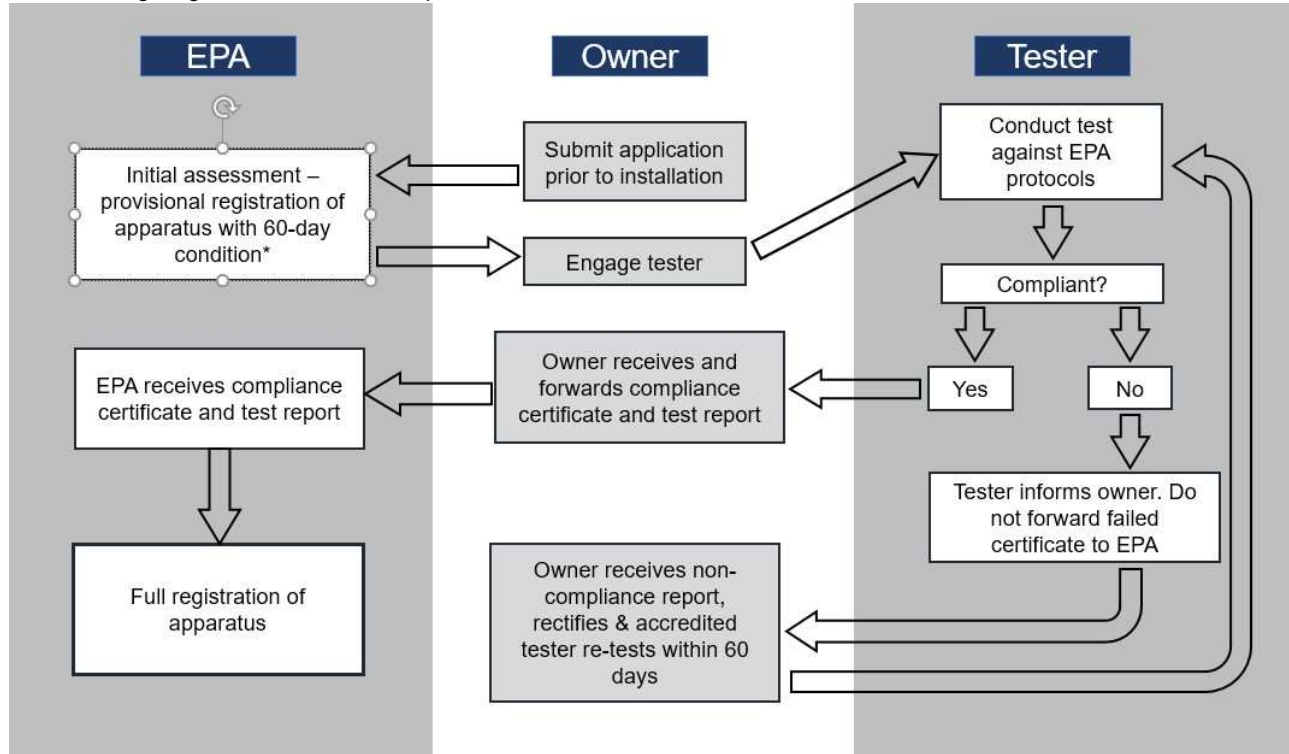 EPA
Owner
Tester
Submit application
prior to installation
Initial assessment –
provisional registration of
apparatus with 60-day
condition*
Engage tester
Conduct test
against EPA
protocols
Compliant?
Yes
No
Owner receives and
forwards compliance
certificate and test report
EPA receives compliance
certificate and test report
Full registration of
apparatus
Tester informs owner. Do
not forward failed
certificate to EPA
Owner receives non-
compliance report,
rectifies & accredited
tester re-tests within 60
days